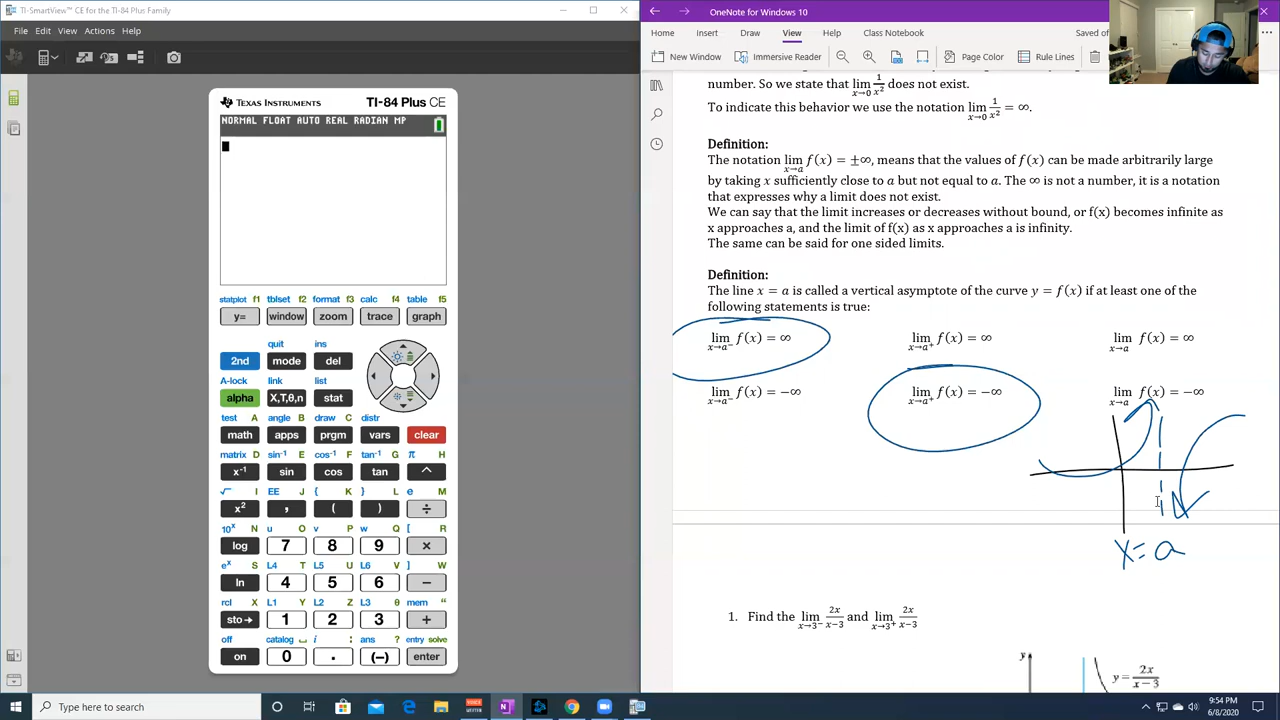 TI-SmartView™ CE for the TI-84 Plus Family
File Edit View Actions Help
TEXAS INSTRUMENTS TI-84 Plus CE
NORMAL FLOAT AUTO REAL RADIAN MP
statplot f1 tblset f2 format f3 calc f4 table f5
y= window zoom trace graph
quit ins
2nd mode del
A-lock link list
alpha X,T,θ,n stat
test A angle B draw C distr
math apps prgm vars clear
matrix D sin⁻¹ E cos⁻¹ F tan⁻¹ G π H
x⁻¹ sin cos tan ^
√ I EE J { K } L e M
x² , ( ) ÷
10ˣ N u O v P w Q [ R
log 7 8 9 ×
eˣ S L4 T L5 U L6 V ] W
ln 4 5 6 −
rcl X L1 Y L2 Z L3 θ mem "
sto→ 1 2 3 +
off catalog i : ans ? entry solve
on 0 . (−) enter
OneNote for Windows 10
Home Insert Draw View Help Class Notebook Saved of
New Window Immersive Reader Page Color Rule Lines
number. So we state that lim x→0 1/x² does not exist.
To indicate this behavior we use the notation lim x→0 1/x² = ∞.
Definition:
The notation lim x→a f(x) = ±∞, means that the values of f(x) can be made arbitrarily large
by taking x sufficiently close to a but not equal to a. The ∞ is not a number, it is a notation
that expresses why a limit does not exist.
We can say that the limit increases or decreases without bound, or f(x) becomes infinite as
x approaches a, and the limit of f(x) as x approaches a is infinity.
The same can be said for one sided limits.
Definition:
The line x = a is called a vertical asymptote of the curve y = f(x) if at least one of the
following statements is true:
lim x→a⁻ f(x) = ∞ lim x→a⁺ f(x) = ∞ lim x→a f(x) = ∞
lim x→a⁻ f(x) = −∞ lim x→a⁺ f(x) = −∞ lim x→a f(x) = −∞
x = a
1. Find the lim x→3⁻ 2x/x−3 and lim x→3⁺ 2x/x−3
y
y = 2x/x−3
Type here to search
9:54 PM
6/8/2020